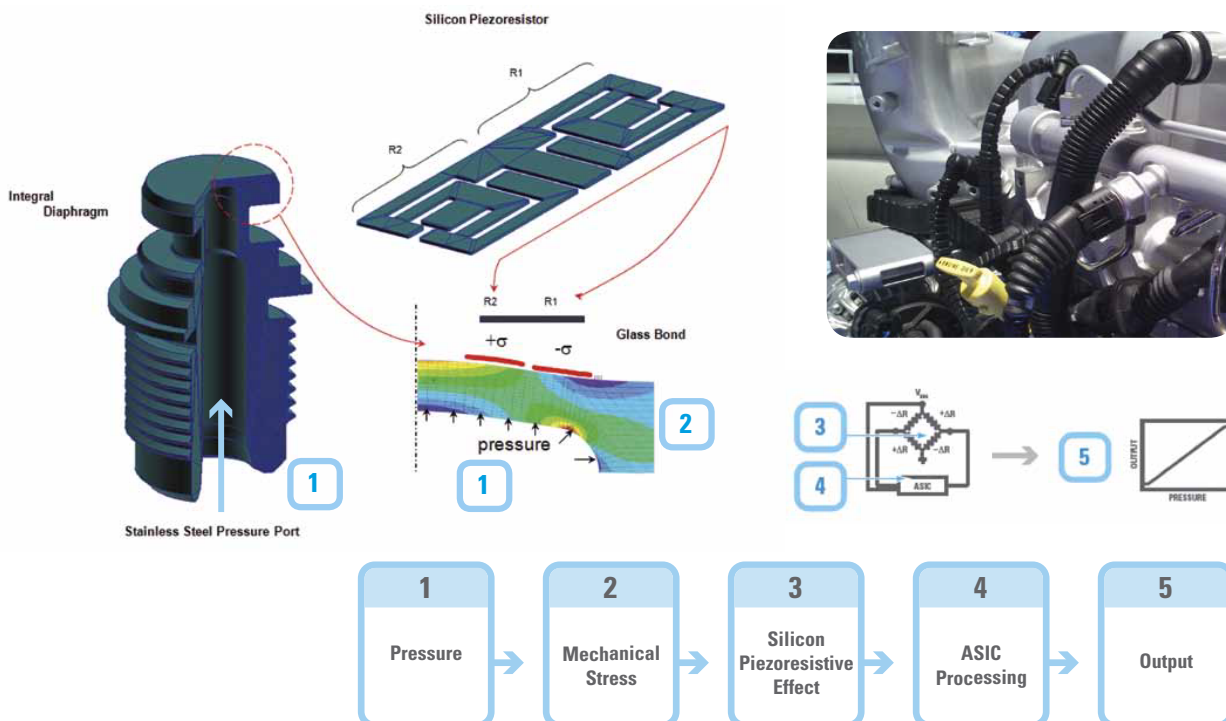 Silicon Piezoresistor
R1
R2
Integral
Diaphragm
R2
R1
Glass Bond
+σ
-σ
pressure
1
1
2
Stainless Steel Pressure Port
3
4
-ΔR
+ΔR
+ΔR
-ΔR
ASIC
5
OUTPUT
PRESSURE
1
Pressure
2
Mechanical
Stress
3
Silicon
Piezoresistive
Effect
4
ASIC
Processing
5
Output